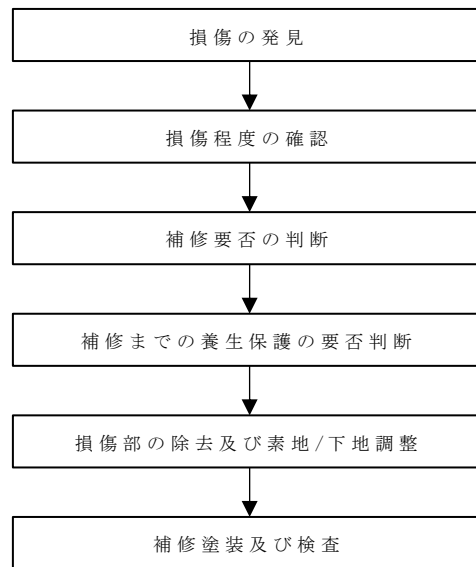 損傷の発見
損傷程度の確認
補修要否の判断
補修までの養生保護の要否判断
損傷部の除去及び素地/下地調整
補修塗装及び検査